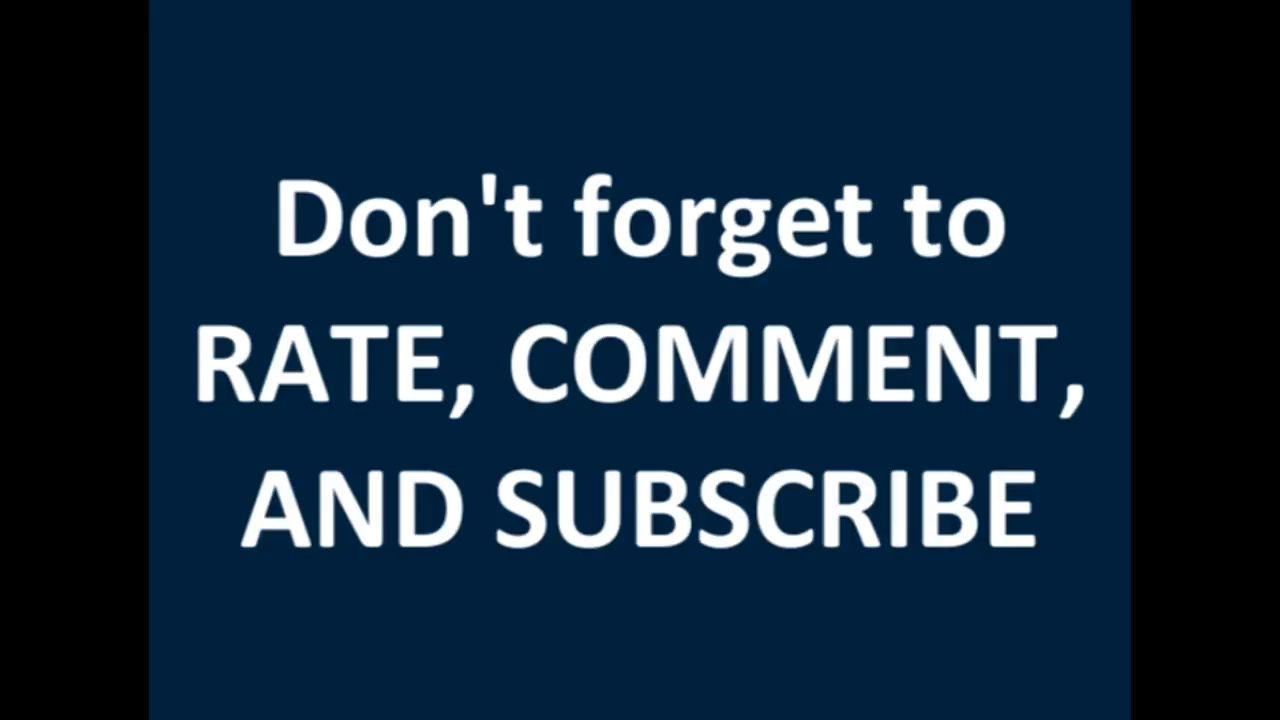 Don't forget to
RATE, COMMENT,
AND SUBSCRIBE